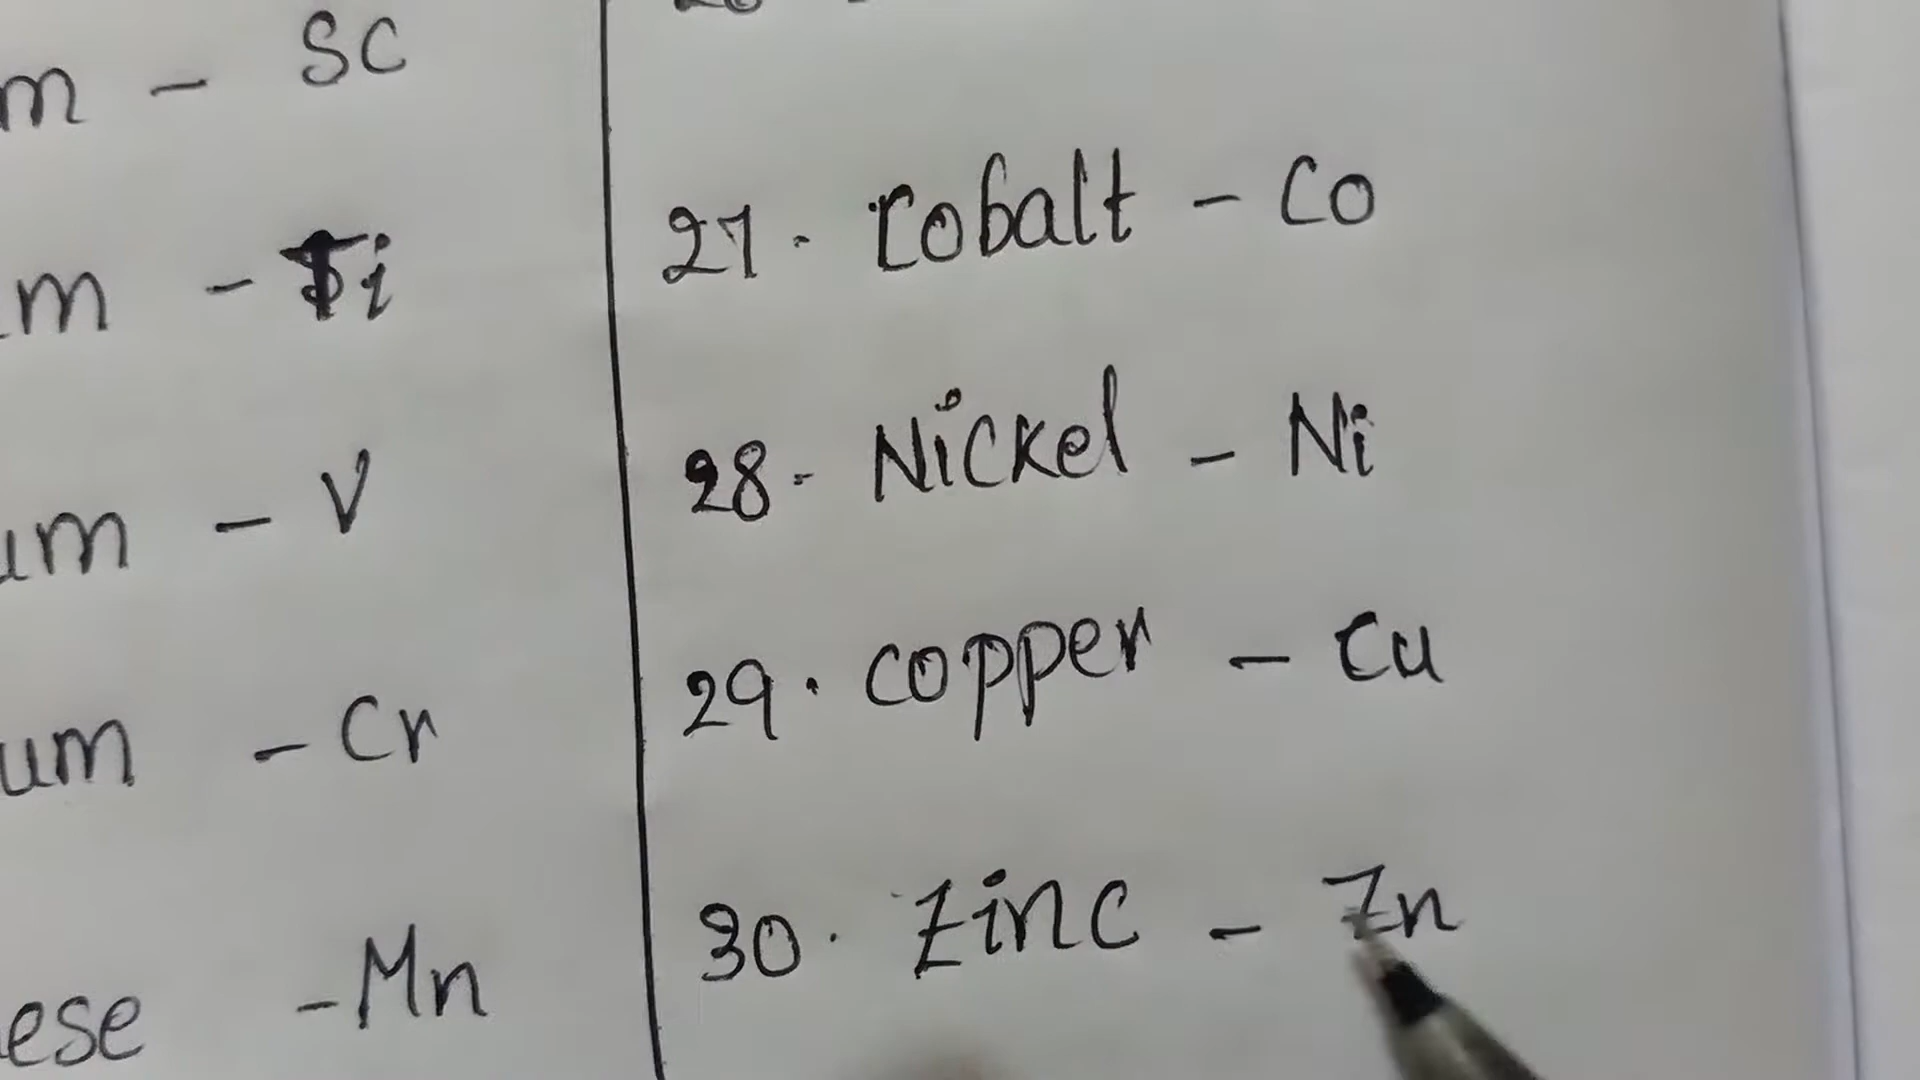 m - SC
m - Ti
um - V
um - Cr
ese - Mn
27. Cobalt - Co
28. Nickel - Ni
29. Copper - Cu
30. Zinc - Zn